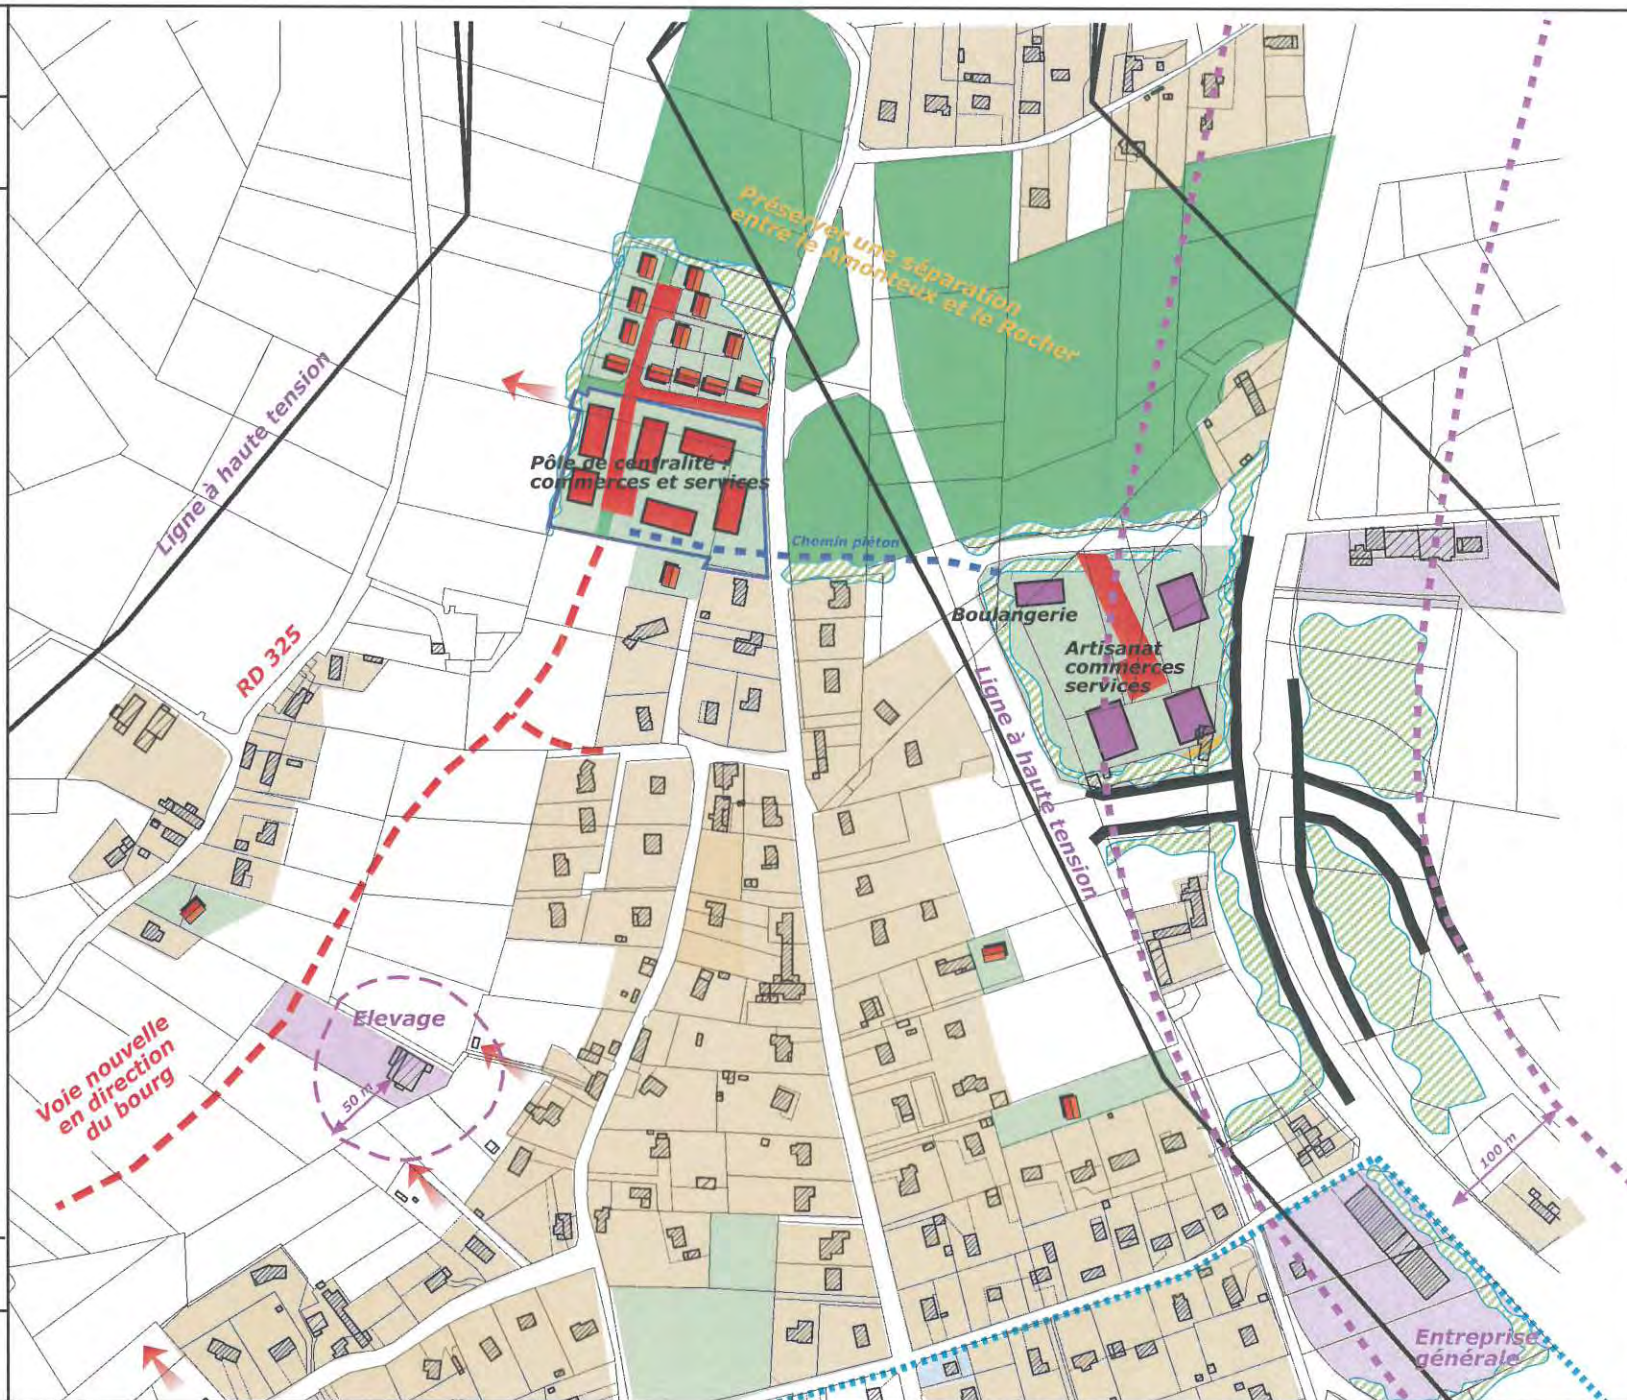 Préserver une séparation
entre le Amonteux et le Rocher
Ligne à haute tension
Pôle de centralité :
commerces et services
Chemin piéton
Boulangerie
Artisanat
commerces
services
RD 325
Ligne à haute tension
Elevage
50 m
Voie nouvelle
en direction
du bourg
100 m
Entreprise
générale